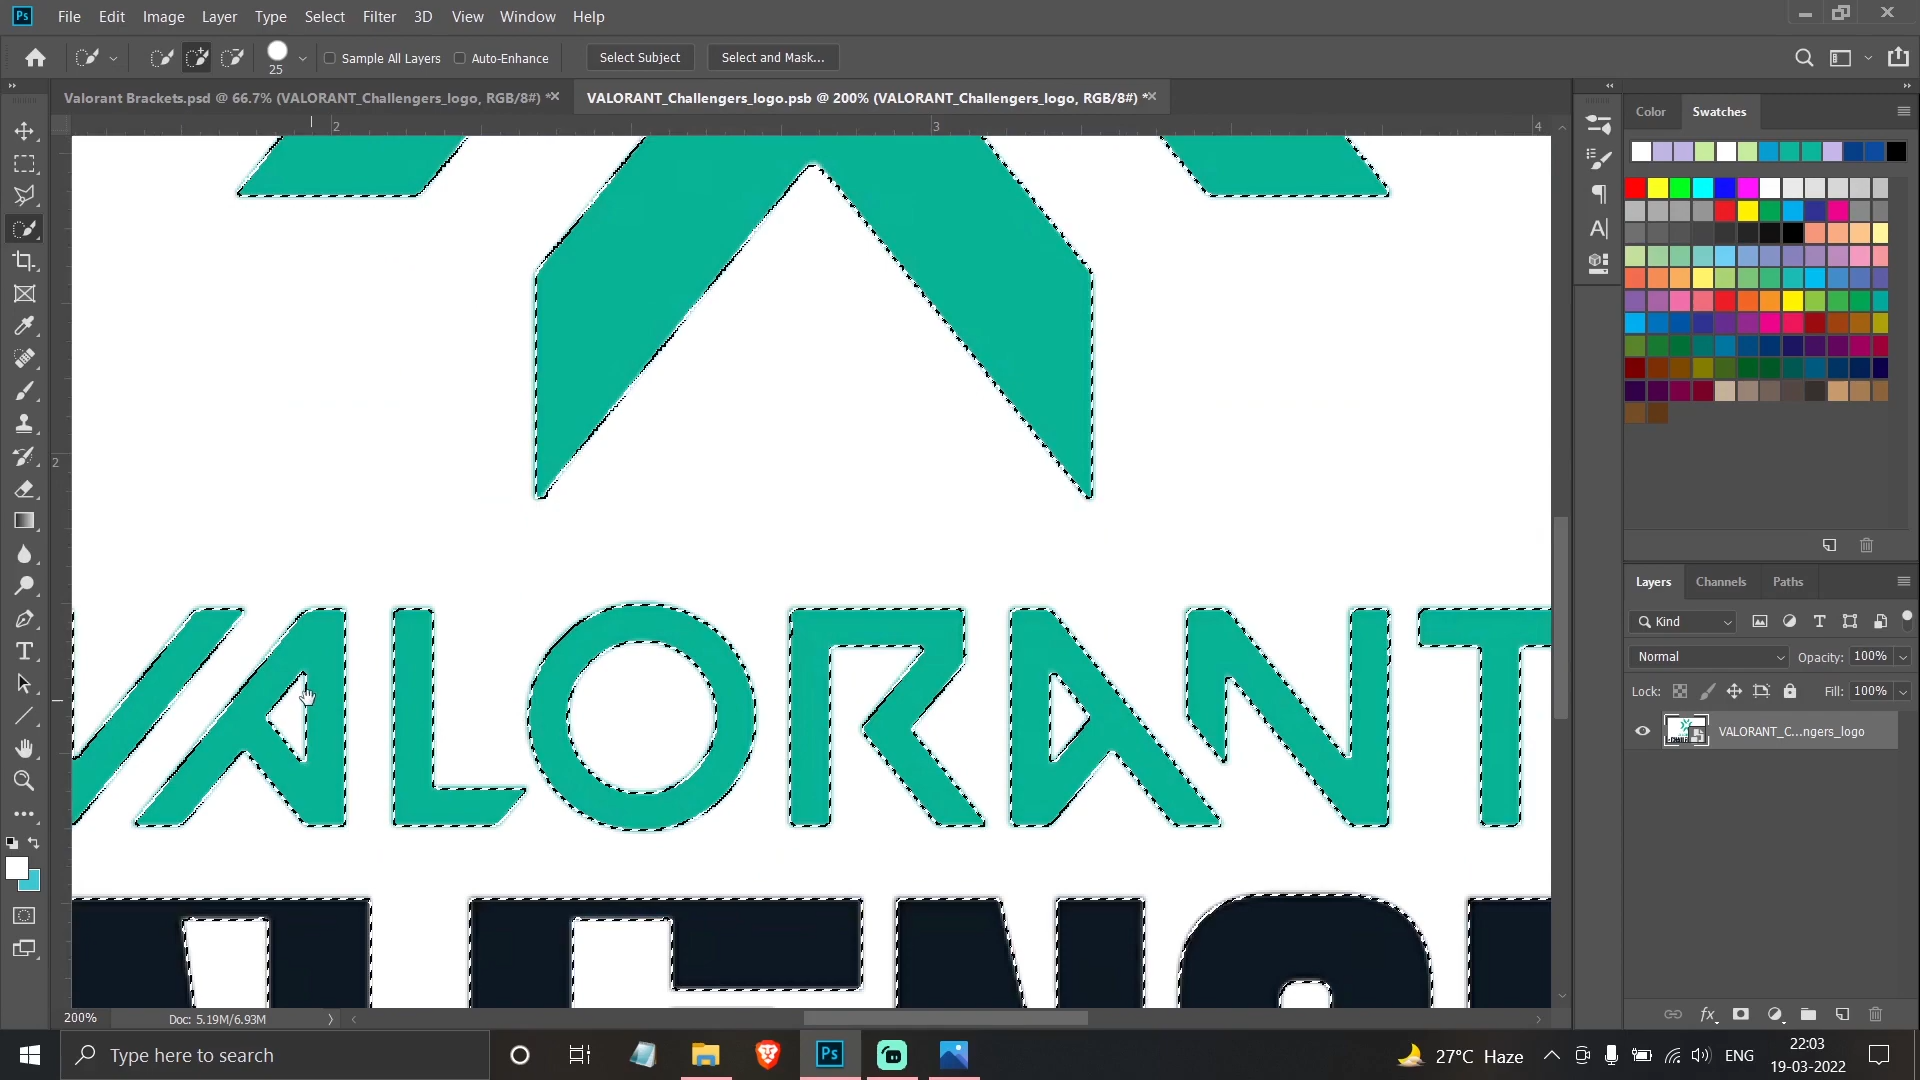 Ps File Edit Image Layer Type Select Filter 3D View Window Help
25 Sample All Layers Auto-Enhance Select Subject Select and Mask...
Valorant Brackets.psd @ 66.7% (VALORANT_Challengers_logo, RGB/8#) * VALORANT_Challengers_logo.psb @ 200% (VALORANT_Challengers_logo, RGB/8#) *
Color Swatches
2 3 4
2
VALORANT
Layers Channels Paths
Kind
Normal Opacity: 100%
Lock: Fill: 100%
VALORANT_C...ngers_logo
200% Doc: 5.19M/6.93M
Type here to search
Ps
27°C Haze
ENG
22:03
19-03-2022